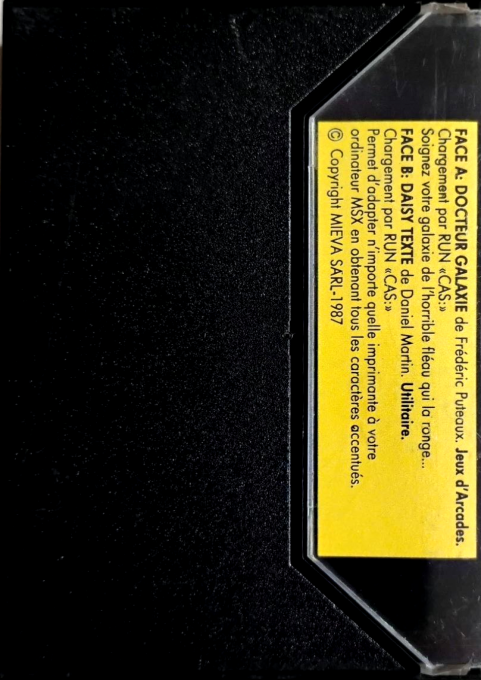 FACE A: DOCTEUR GALAXIE de Frédéric Puteaux. Jeux d'Arcades.
Chargement par RUN «CAS:»
Soignez votre galaxie de l'horrible fléau qui la ronge...
FACE B: DAISY TEXTE de Daniel Martin. Utilitaire.
Chargement par RUN «CAS:»
Permet d'adapter n'importe quelle imprimante à votre
ordinateur MSX en obtenant tous les caractères accentués.
© Copyright MIEVA SARL-1987